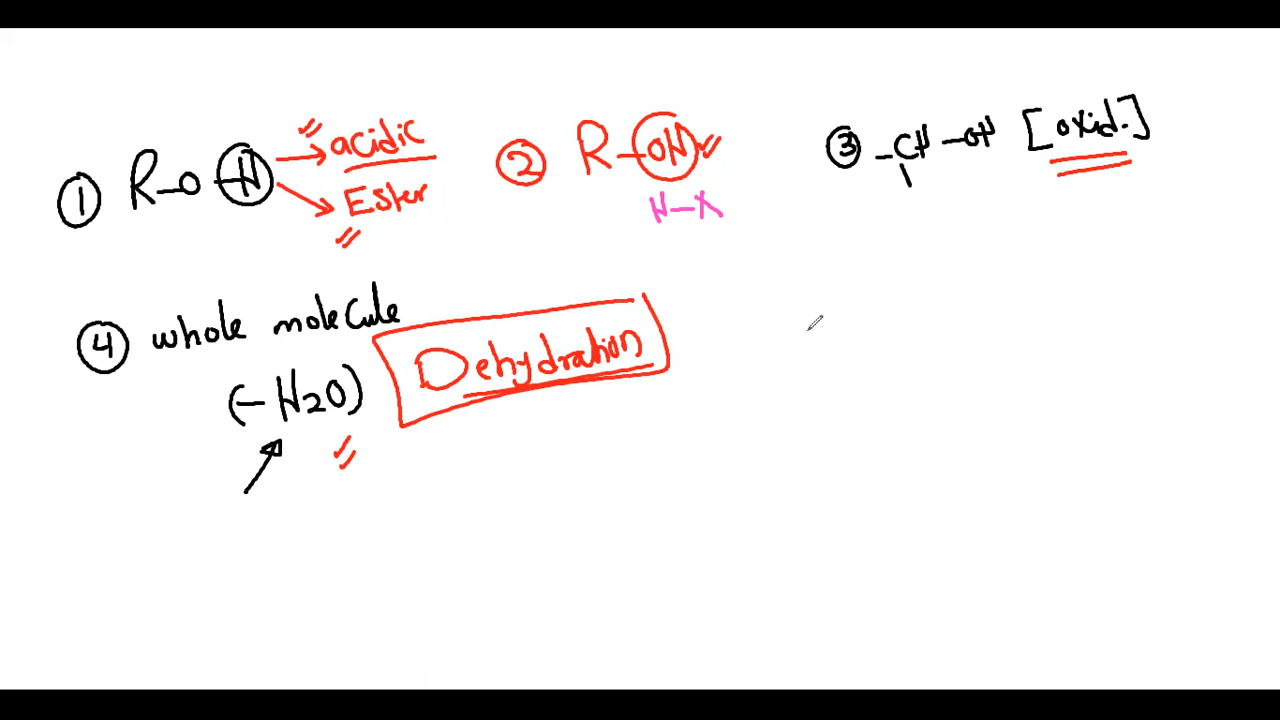 ① R-O-H acidic
Ester
② R-OH
H-X
③ -CH-OH [oxid.]
④ whole molecule
(-H2O)
Dehydration